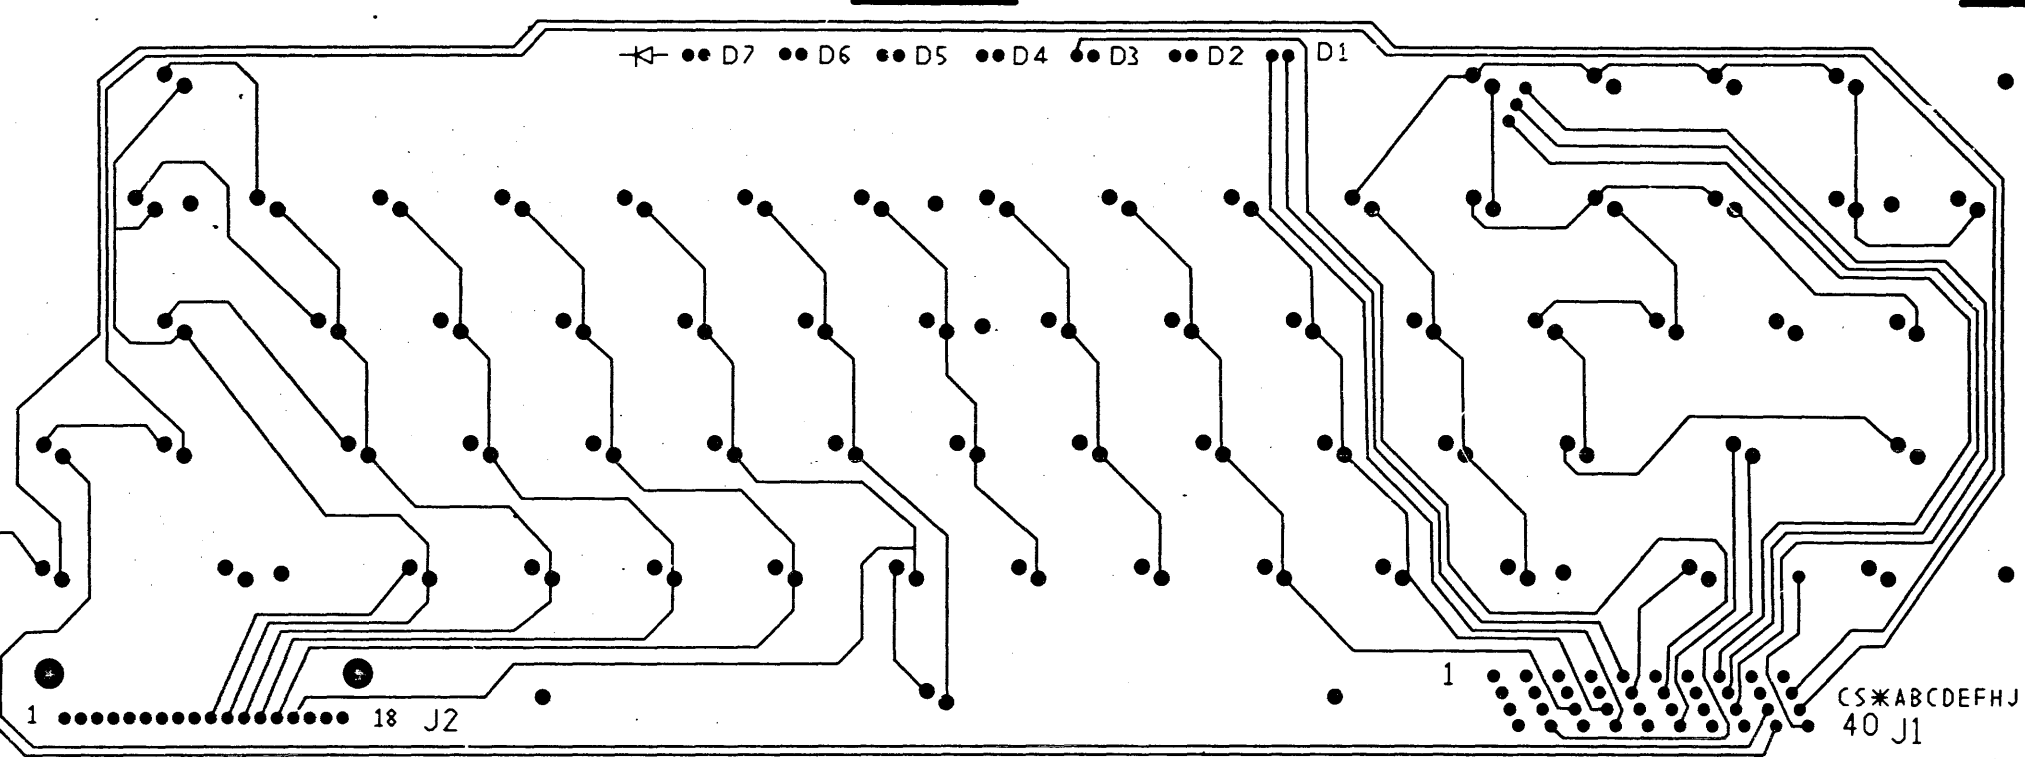 D7 D6 D5 D4 D3 D2 D1
1
CS*ABCDEFHJ
1 18 J2
40 J1